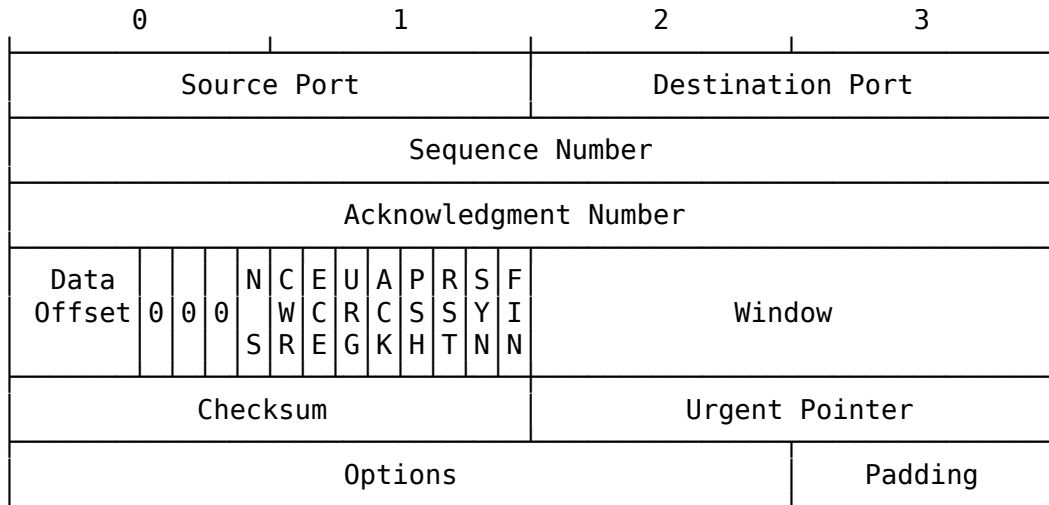 0 1 2 3
Source Port Destination Port
Sequence Number
Acknowledgment Number
Data N C E U A P R S F
Offset 0 0 0 W C R C S S Y I Window
S R E G K H T N N
Checksum Urgent Pointer
Options Padding